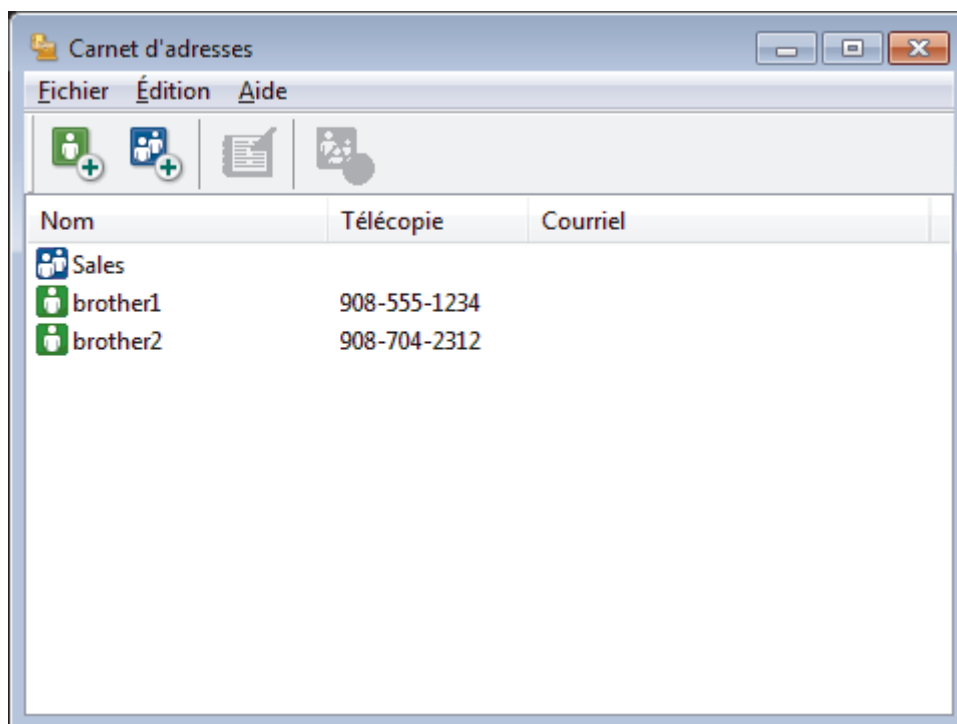 Carnet d'adresses
Fichier Édition Aide
Nom Télécopie Courriel
Sales
brother1 908-555-1234
brother2 908-704-2312